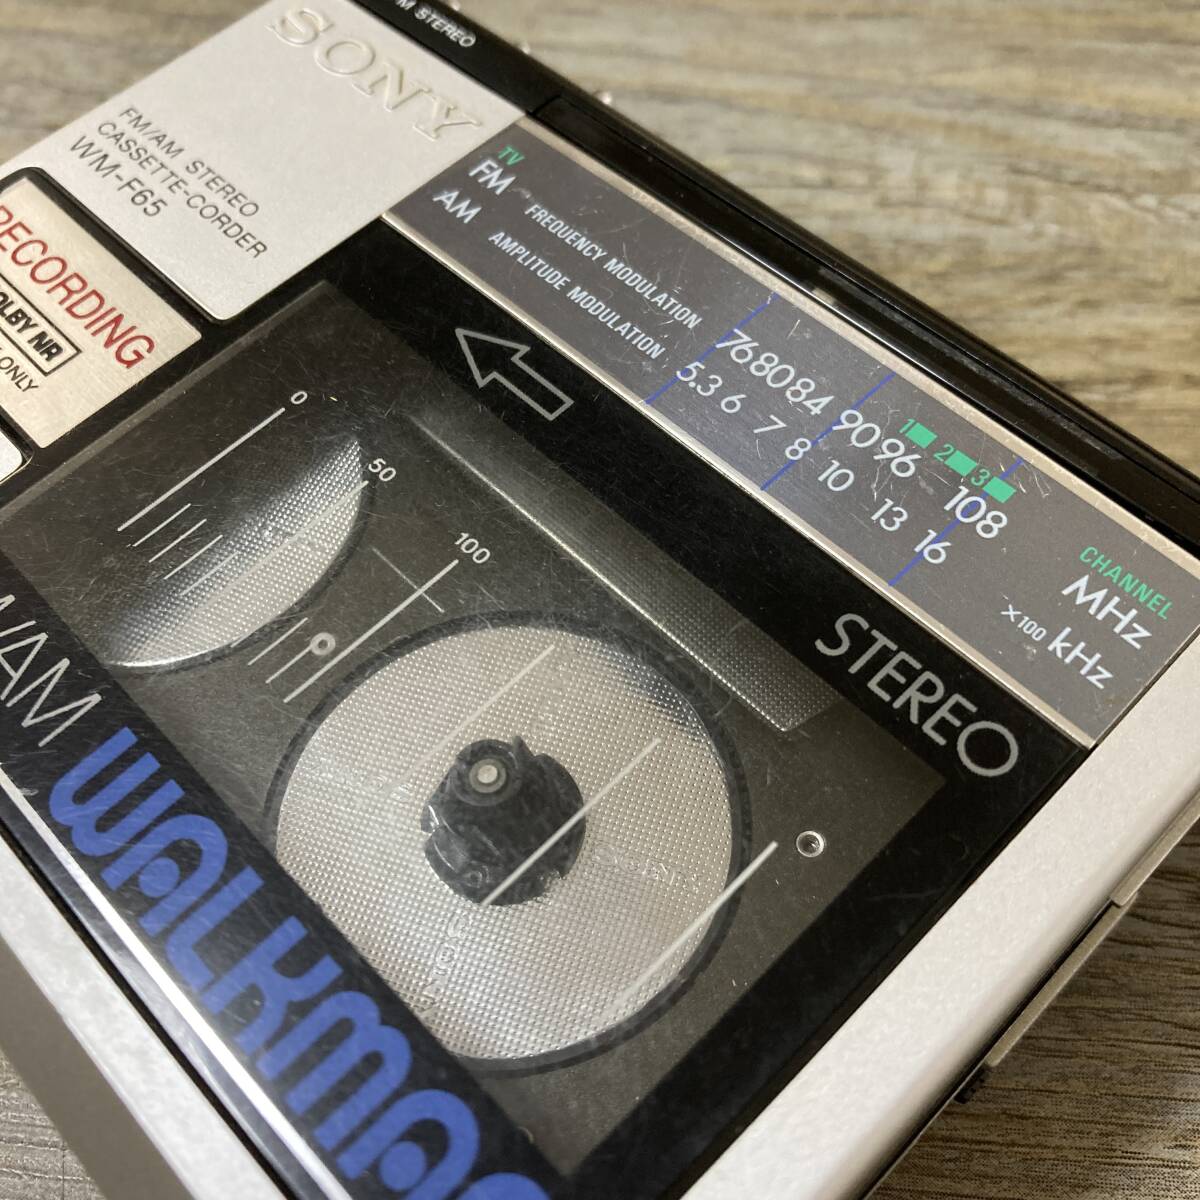 M STEREO
SONY
FM/AM STEREO
CASSETTE-CORDER
WM-F65
RECORDING
DOLBY NR
ONLY
TV
FM FREQUENCY MODULATION 76 80 84 90 96 108 MHz
AM AMPLITUDE MODULATION 5.3 6 7 8 10 13 16 ×100 kHz
1 2 3 CHANNEL
STEREO
0 50 100
/AM
WALKMAN